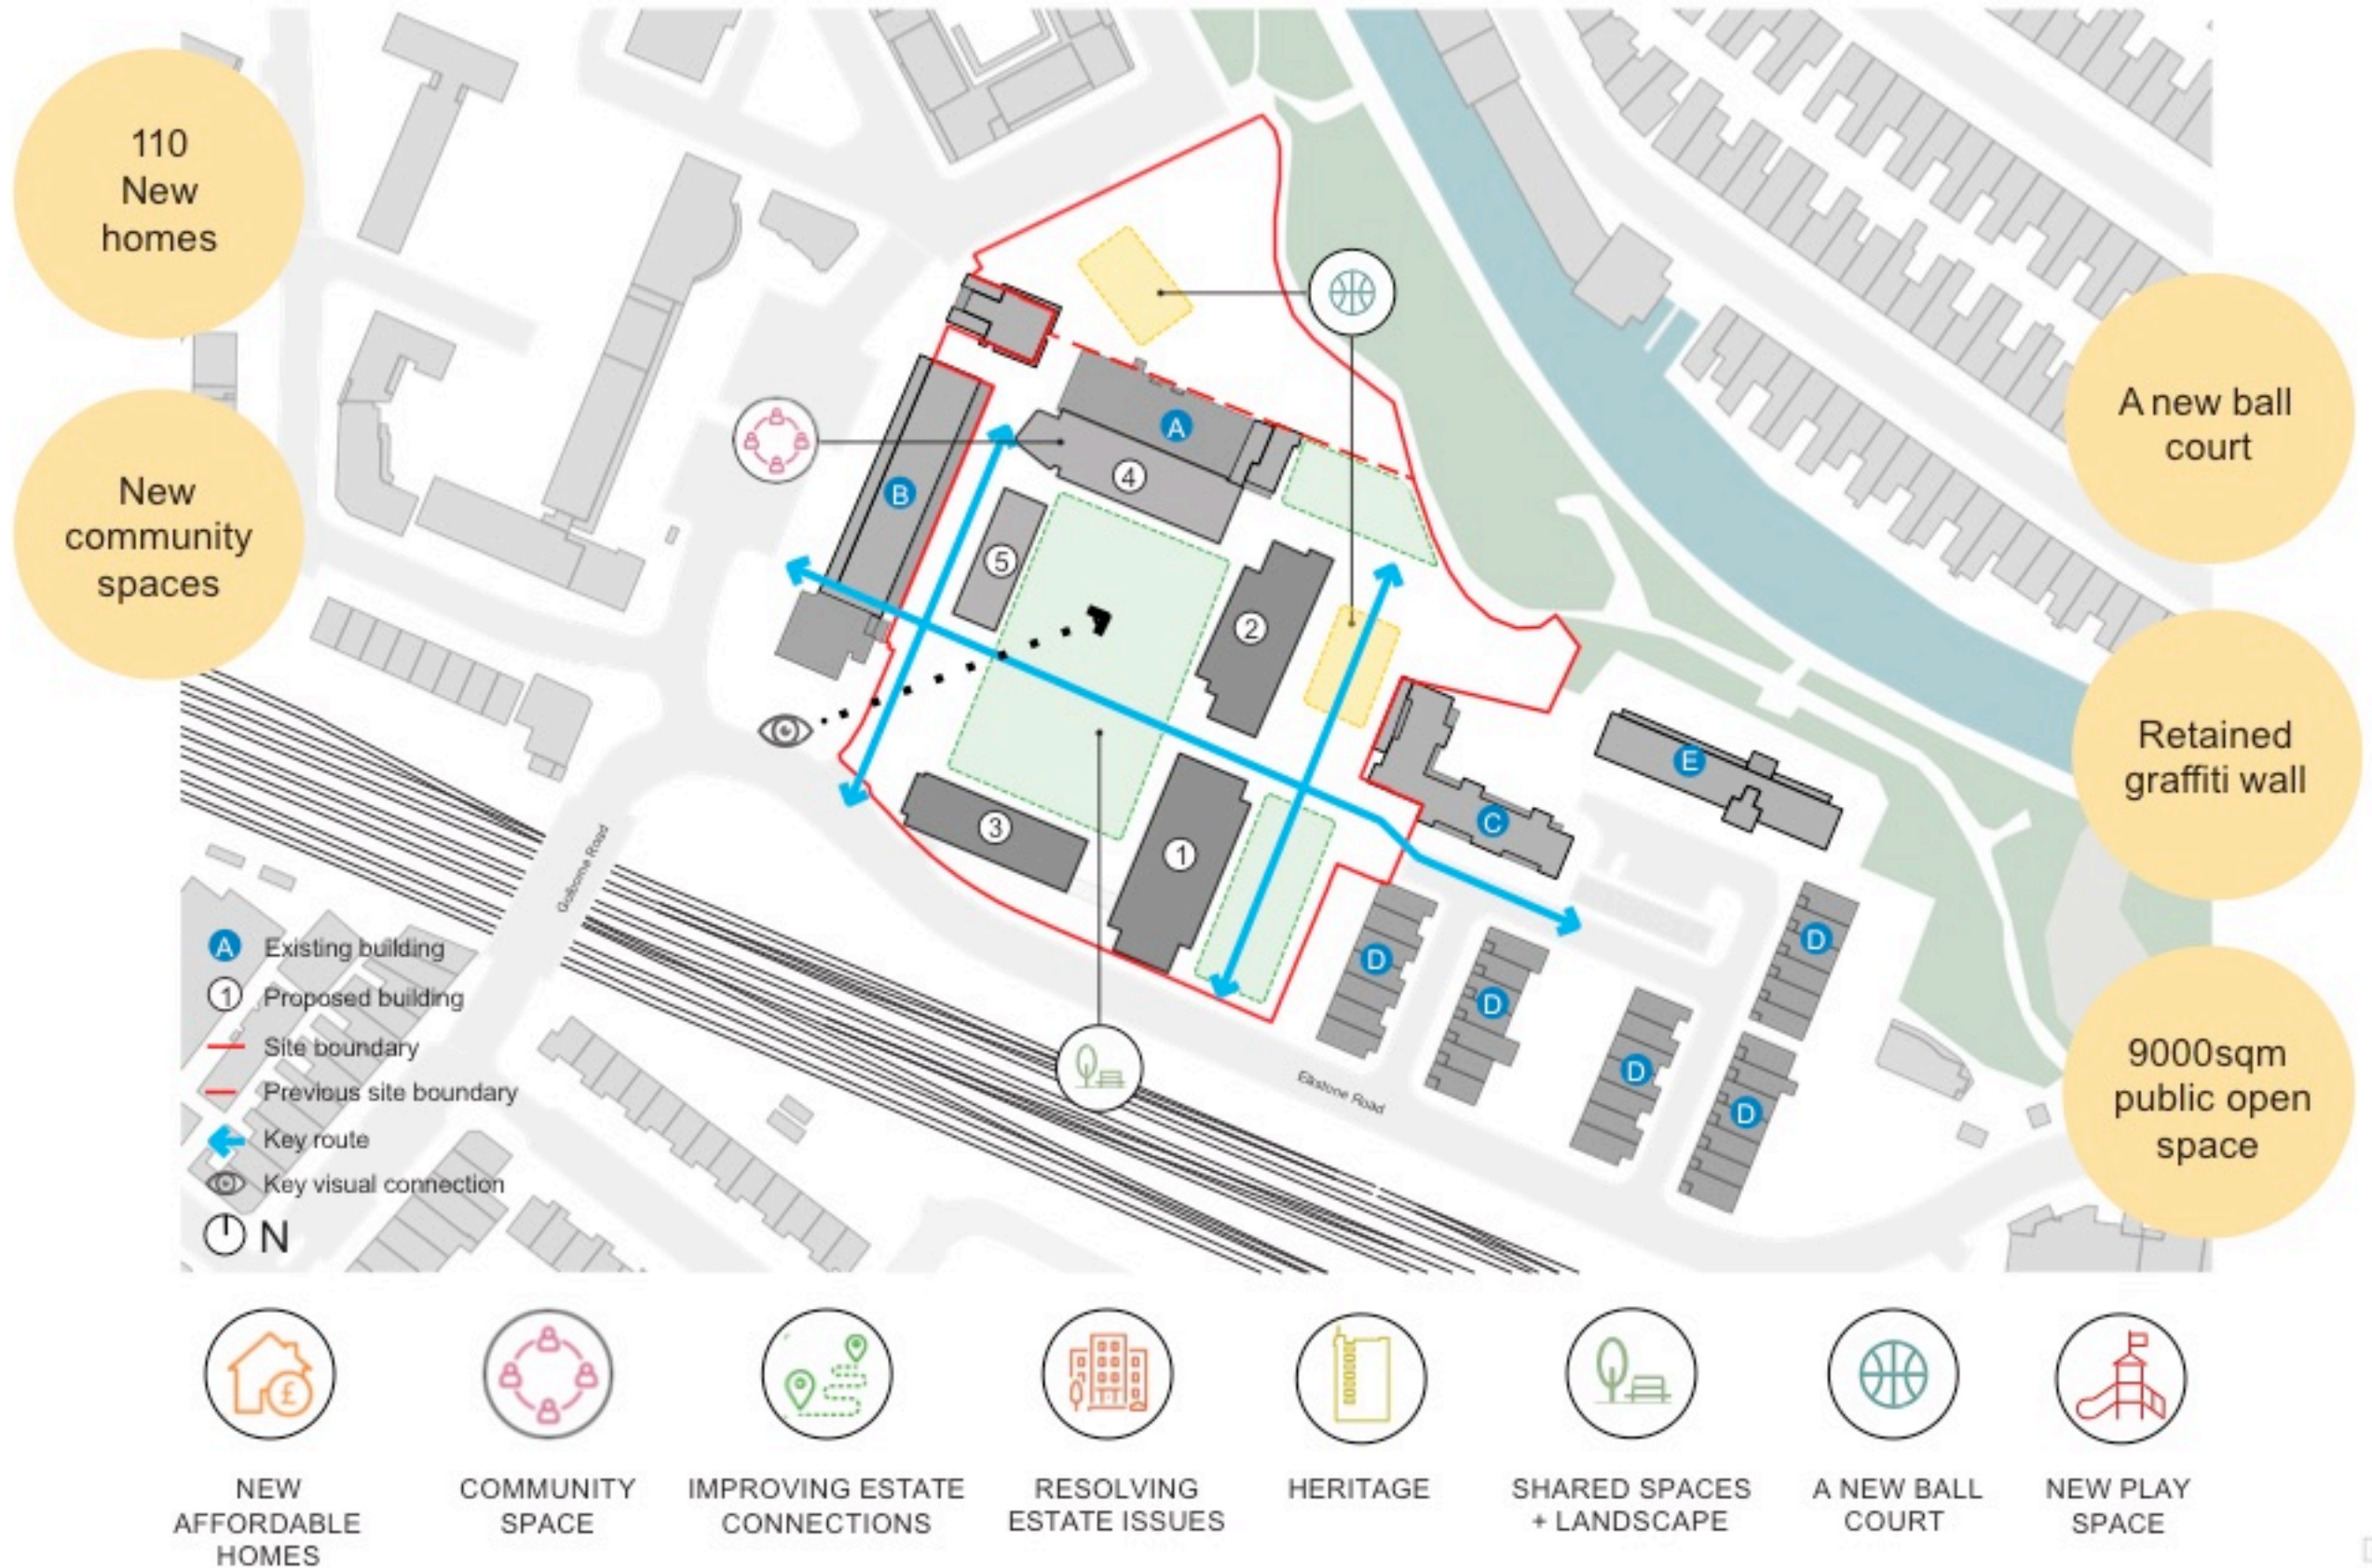 110
New
homes
New
community
spaces
A new ball
court
Retained
graffiti wall
9000sqm
public open
space
A
B
4
5
2
3
1
C
E
D
D
D
D
D
Golborne Road
Elkstone Road
A Existing building
1 Proposed building
Site boundary
Previous site boundary
Key route
Key visual connection
N
£
NEW
AFFORDABLE
HOMES
COMMUNITY
SPACE
IMPROVING ESTATE
CONNECTIONS
RESOLVING
ESTATE ISSUES
HERITAGE
SHARED SPACES
+ LANDSCAPE
A NEW BALL
COURT
NEW PLAY
SPACE